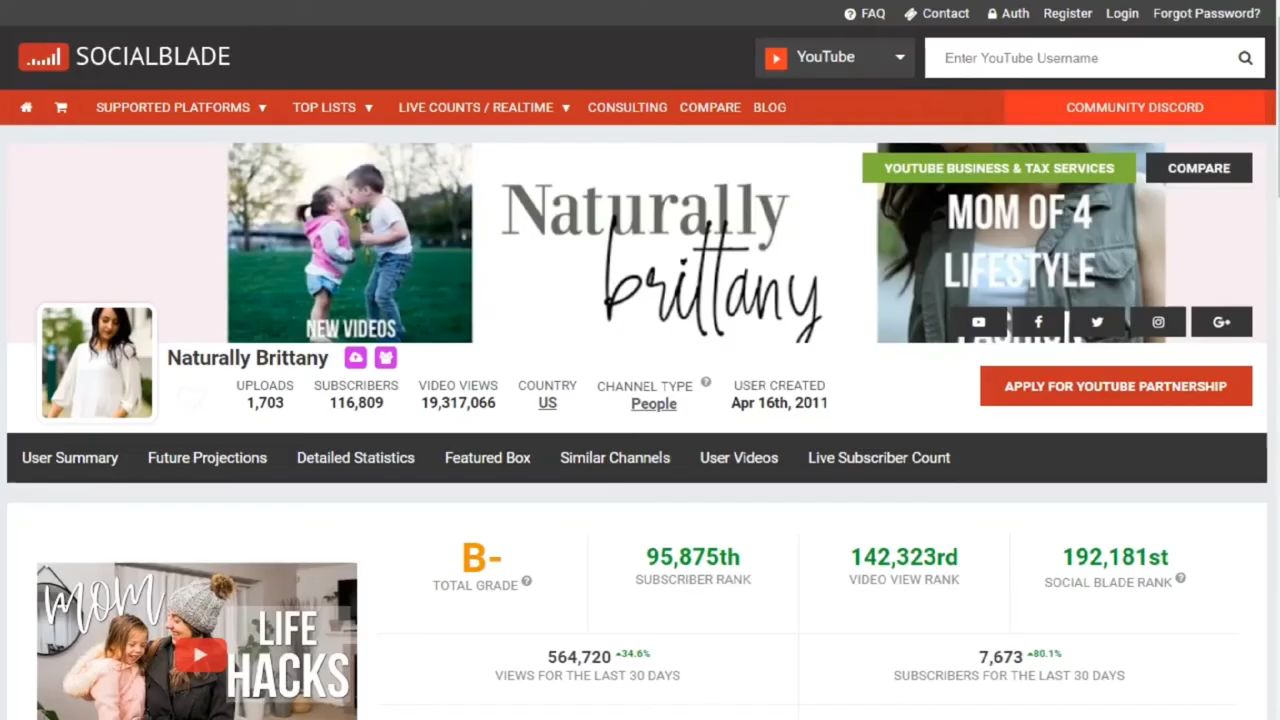 FAQ Contact Auth Register Login Forgot Password?
SOCIALBLADE
YouTube
Enter YouTube Username
SUPPORTED PLATFORMS TOP LISTS LIVE COUNTS / REALTIME CONSULTING COMPARE BLOG COMMUNITY DISCORD
YOUTUBE BUSINESS & TAX SERVICES COMPARE
Naturally
brittany
MOM OF 4
LIFESTYLE
NEW VIDEOS
Naturally Brittany
UPLOADS SUBSCRIBERS VIDEO VIEWS COUNTRY CHANNEL TYPE USER CREATED
1,703 116,809 19,317,066 US People Apr 16th, 2011
APPLY FOR YOUTUBE PARTNERSHIP
User Summary Future Projections Detailed Statistics Featured Box Similar Channels User Videos Live Subscriber Count
B- 95,875th 142,323rd 192,181st
TOTAL GRADE SUBSCRIBER RANK VIDEO VIEW RANK SOCIAL BLADE RANK
mom
LIFE
HACKS
564,720 34.6% 7,673 80.1%
VIEWS FOR THE LAST 30 DAYS SUBSCRIBERS FOR THE LAST 30 DAYS